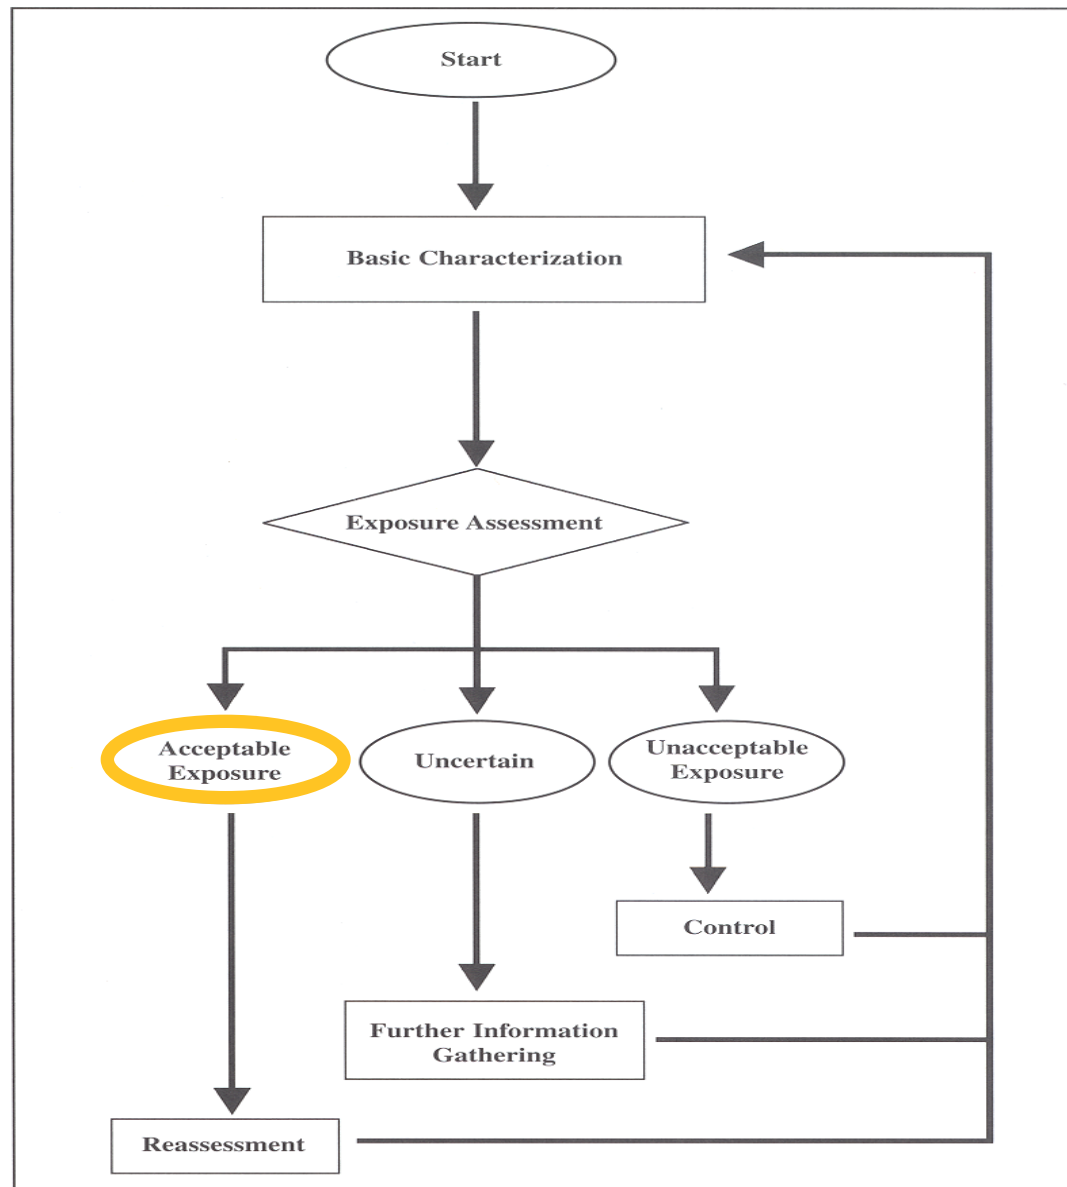 Start
Basic Characterization
Exposure Assessment
Acceptable
Exposure
Uncertain
Unacceptable
Exposure
Control
Further Information
Gathering
Reassessment